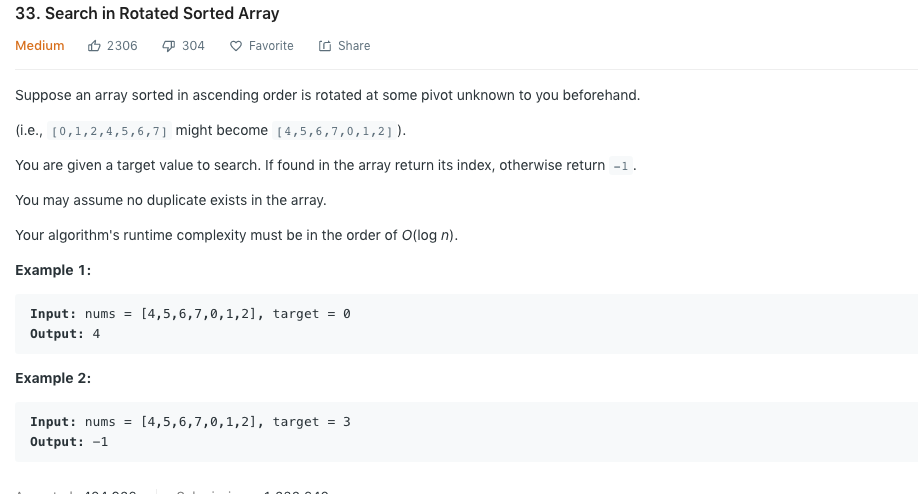 33. Search in Rotated Sorted Array
Medium 2306 304 Favorite Share
Suppose an array sorted in ascending order is rotated at some pivot unknown to you beforehand.
(i.e., [0,1,2,4,5,6,7] might become [4,5,6,7,0,1,2] ).
You are given a target value to search. If found in the array return its index, otherwise return -1 .
You may assume no duplicate exists in the array.
Your algorithm's runtime complexity must be in the order of O(log n).
Example 1:
Input: nums = [4,5,6,7,0,1,2], target = 0
Output: 4
Example 2:
Input: nums = [4,5,6,7,0,1,2], target = 3
Output: -1